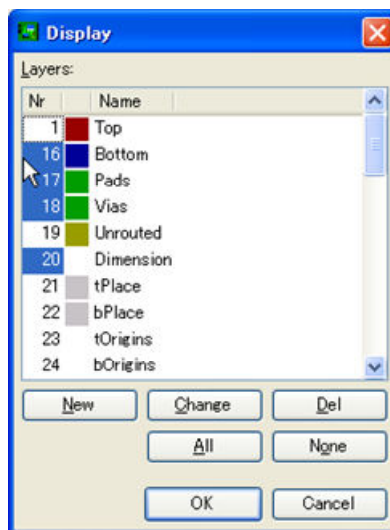 Display
Layers:
Nr Name
1 Top
16 Bottom
17 Pads
18 Vias
19 Unrouted
20 Dimension
21 tPlace
22 bPlace
23 tOrigins
24 bOrigins
New Change Del
All None
OK Cancel